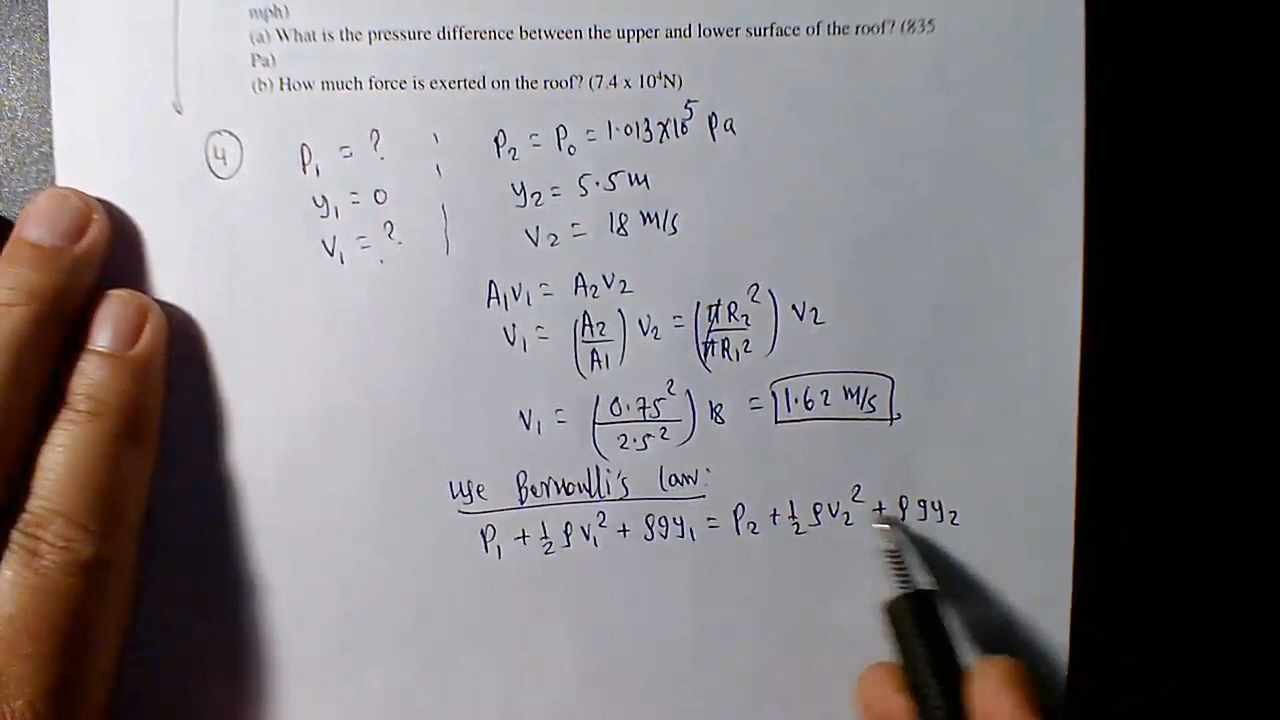 mph)
(a) What is the pressure difference between the upper and lower surface of the roof? (835
Pa)
(b) How much force is exerted on the roof? (7.4 x 10⁴N)
4
P₁ = ?
P₂ = P₀ = 1.013×10⁵ Pa
y₁ = 0
y₂ = 5.5m
V₁ = ?
V₂ = 18 m/s
A₁V₁ = A₂V₂
V₁ = (A₂/A₁) V₂ = (πR₂²/πR₁²) V₂
V₁ = (0.75²/2.5²) 18 = 1.62 m/s
Use Bernoulli's law:
P₁ + ½ρv₁² + ρgy₁ = P₂ + ½ρv₂² + ρgy₂